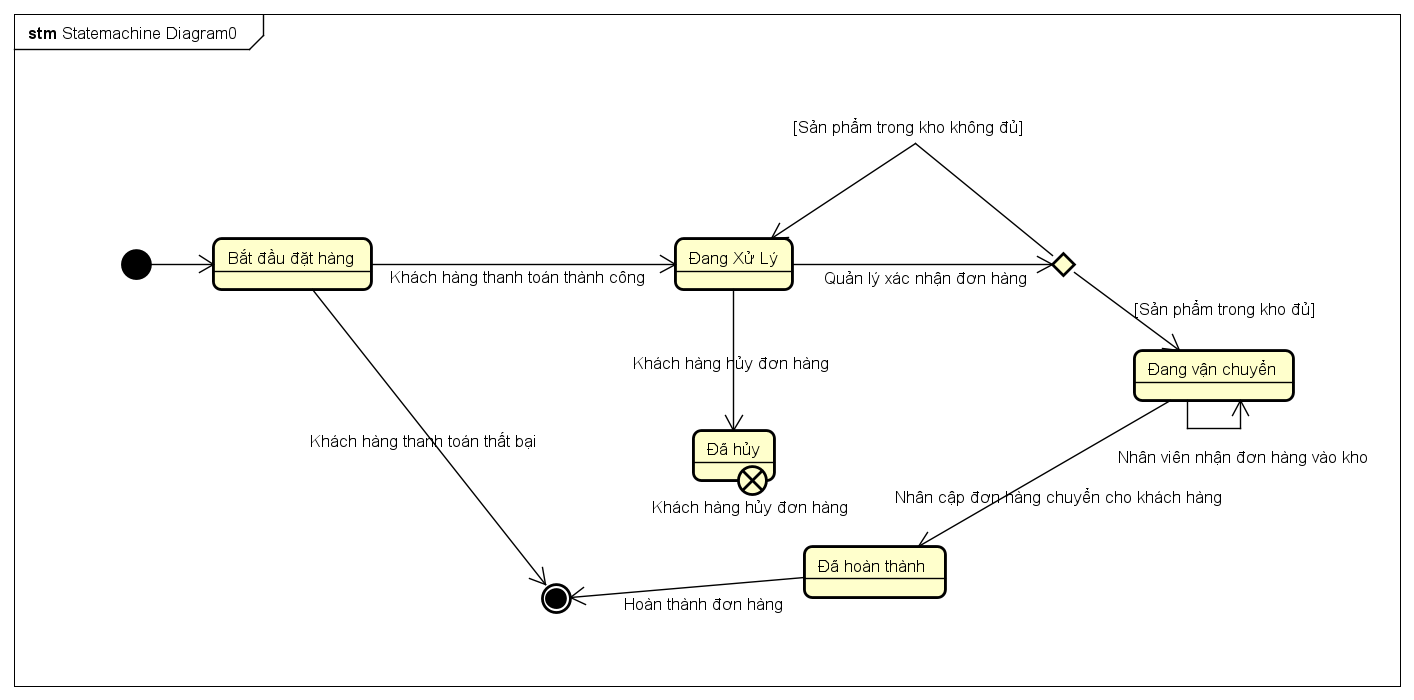 stm Statemachine Diagram0
[Sản phẩm trong kho không đủ]
Bắt đầu đặt hàng
Đang Xử Lý
Khách hàng thanh toán thành công
Quản lý xác nhận đơn hàng
[Sản phẩm trong kho đủ]
Khách hàng hủy đơn hàng
Đang vận chuyển
Khách hàng thanh toán thất bại
Đã hủy
Nhân viên nhận đơn hàng vào kho
Khách hàng hủy đơn hàng
Nhân cập đơn hàng chuyển cho khách hàng
Đã hoàn thành
Hoàn thành đơn hàng